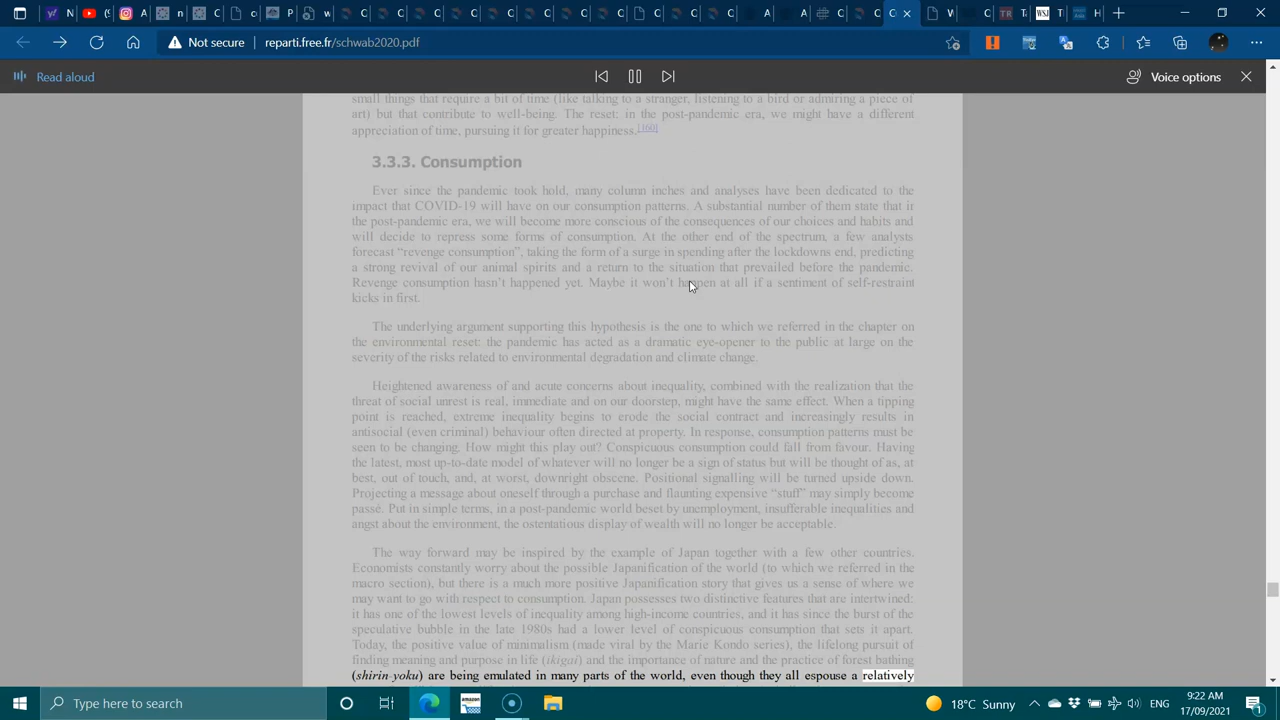 Not secure
reparti.free.fr/schwab2020.pdf
Read aloud
Voice options
small things that require a bit of time (like talking to a stranger, listening to a bird or admiring a piece of
art) but that contribute to well-being. The reset: in the post-pandemic era, we might have a different
appreciation of time, pursuing it for greater happiness.[160]
3.3.3. Consumption
Ever since the pandemic took hold, many column inches and analyses have been dedicated to the
impact that COVID-19 will have on our consumption patterns. A substantial number of them state that in
the post-pandemic era, we will become more conscious of the consequences of our choices and habits and
will decide to repress some forms of consumption. At the other end of the spectrum, a few analysts
forecast “revenge consumption”, taking the form of a surge in spending after the lockdowns end, predicting
a strong revival of our animal spirits and a return to the situation that prevailed before the pandemic.
Revenge consumption hasn’t happened yet. Maybe it won’t happen at all if a sentiment of self-restraint
kicks in first.
The underlying argument supporting this hypothesis is the one to which we referred in the chapter on
the environmental reset: the pandemic has acted as a dramatic eye-opener to the public at large on the
severity of the risks related to environmental degradation and climate change.
Heightened awareness of and acute concerns about inequality, combined with the realization that the
threat of social unrest is real, immediate and on our doorstep, might have the same effect. When a tipping
point is reached, extreme inequality begins to erode the social contract and increasingly results in
antisocial (even criminal) behaviour often directed at property. In response, consumption patterns must be
seen to be changing. How might this play out? Conspicuous consumption could fall from favour. Having
the latest, most up-to-date model of whatever will no longer be a sign of status but will be thought of as, at
best, out of touch, and, at worst, downright obscene. Positional signalling will be turned upside down.
Projecting a message about oneself through a purchase and flaunting expensive “stuff” may simply become
passé. Put in simple terms, in a post-pandemic world beset by unemployment, insufferable inequalities and
angst about the environment, the ostentatious display of wealth will no longer be acceptable.
The way forward may be inspired by the example of Japan together with a few other countries.
Economists constantly worry about the possible Japanification of the world (to which we referred in the
macro section), but there is a much more positive Japanification story that gives us a sense of where we
may want to go with respect to consumption. Japan possesses two distinctive features that are intertwined:
it has one of the lowest levels of inequality among high-income countries, and it has since the burst of the
speculative bubble in the late 1980s had a lower level of conspicuous consumption that sets it apart.
Today, the positive value of minimalism (made viral by the Marie Kondo series), the lifelong pursuit of
finding meaning and purpose in life (ikigai) and the importance of nature and the practice of forest bathing
(shirin-yoku) are being emulated in many parts of the world, even though they all espouse a relatively
Type here to search
18°C Sunny
ENG
9:22 AM
17/09/2021